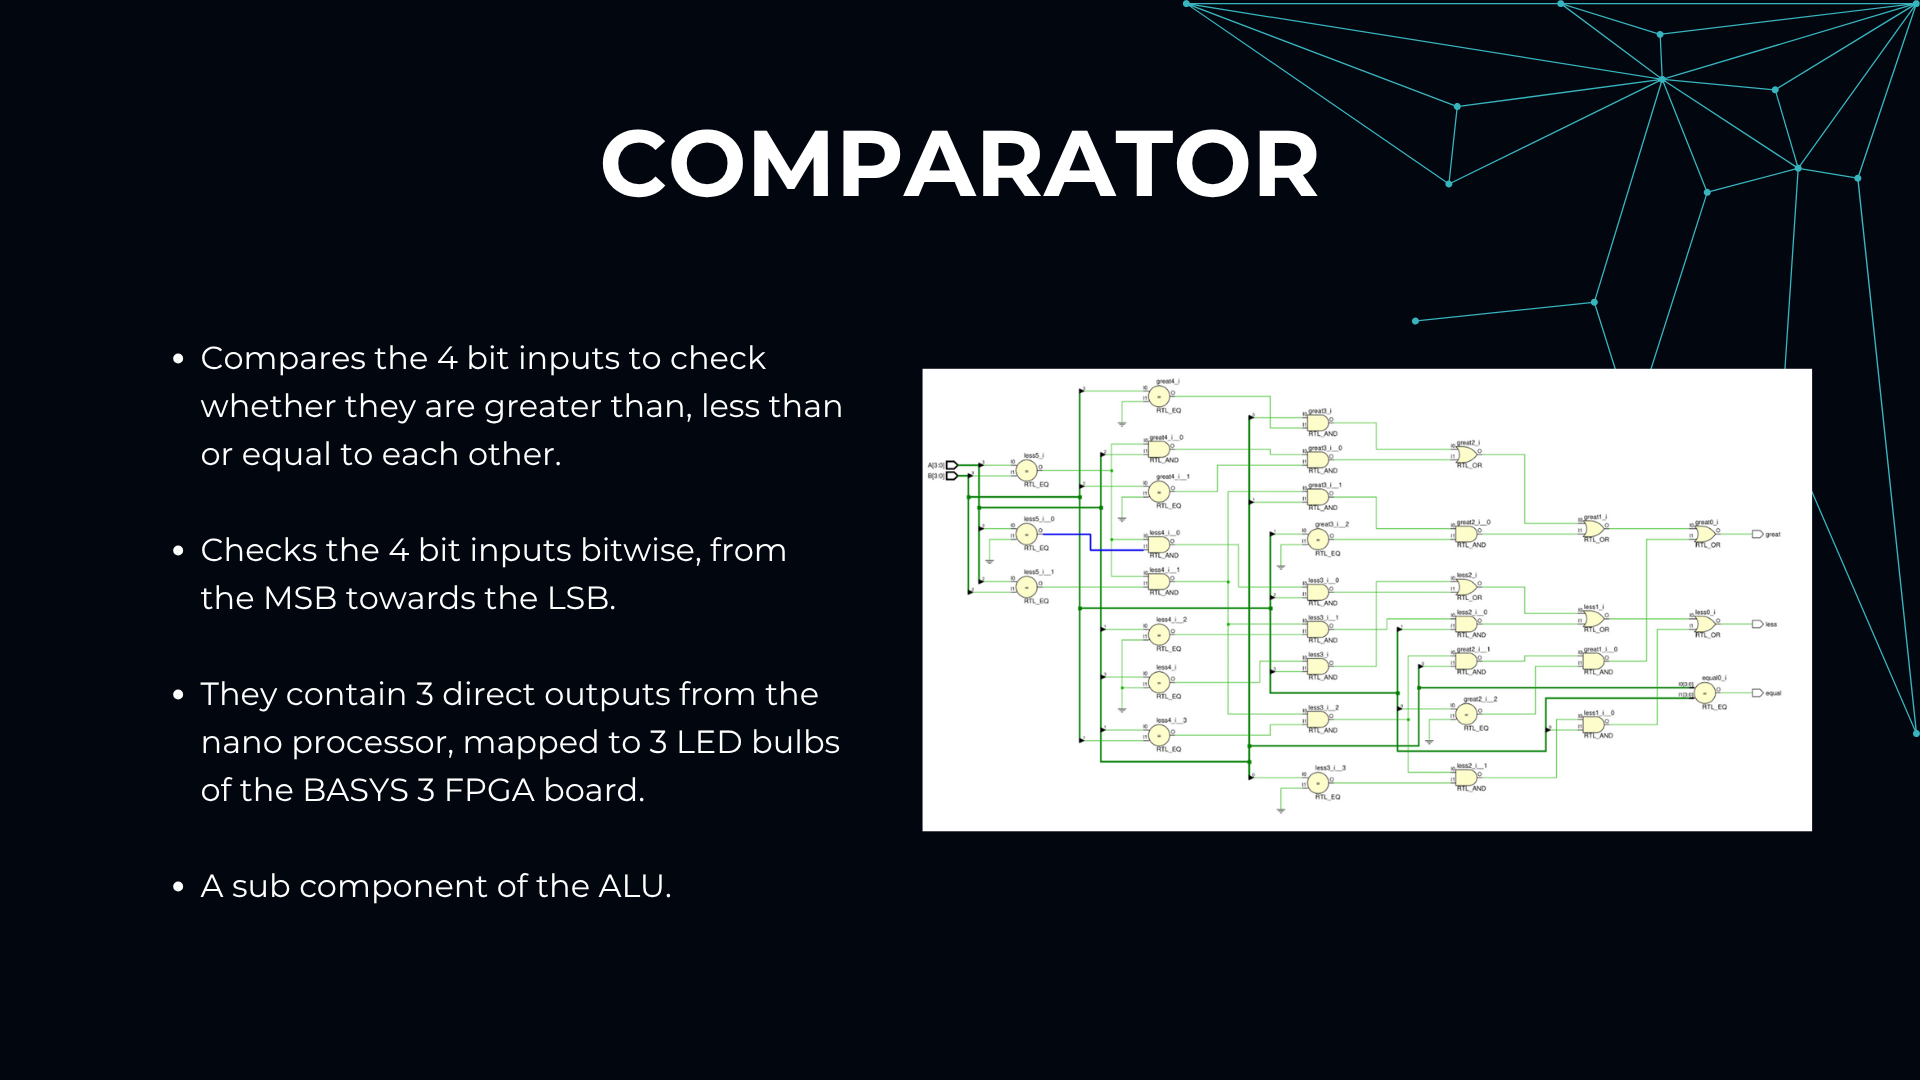 COMPARATOR
Compares the 4 bit inputs to check
whether they are greater than, less than
or equal to each other.
Checks the 4 bit inputs bitwise, from
the MSB towards the LSB.
They contain 3 direct outputs from the
nano processor, mapped to 3 LED bulbs
of the BASYS 3 FPGA board.
A sub component of the ALU.
A[3:0]
B[3:0]
less5_i
RTL_EQ
less5_i__0
RTL_EQ
less5_i__1
RTL_EQ
great4_i
RTL_EQ
great4_i__0
RTL_AND
great4_i__1
RTL_EQ
less4_i__0
RTL_AND
less4_i__1
RTL_AND
less4_i__2
RTL_EQ
less4_i
RTL_EQ
less4_i__3
RTL_EQ
great3_i
RTL_AND
great3_i__0
RTL_AND
great3_i__1
RTL_AND
great3_i__2
RTL_EQ
less3_i__0
RTL_AND
less3_i__1
RTL_AND
less3_i
RTL_AND
less3_i__2
RTL_AND
less3_i__3
RTL_EQ
great2_i
RTL_OR
great2_i__0
RTL_AND
less2_i
RTL_OR
less2_i__0
RTL_AND
great2_i__1
RTL_AND
great2_i__2
RTL_EQ
less2_i__1
RTL_AND
great1_i
RTL_OR
less1_i
RTL_OR
great1_i__0
RTL_AND
less1_i__0
RTL_AND
great0_i
RTL_OR
less0_i
RTL_OR
equal0_i
I0[3:0]
I1[3:0]
RTL_EQ
great
less
equal